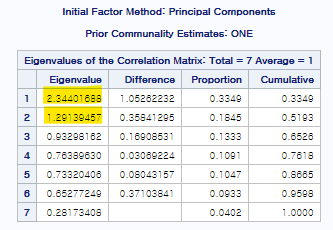 Initial Factor Method: Principal Components
Prior Communality Estimates: ONE
Eigenvalues of the Correlation Matrix: Total = 7 Average = 1
Eigenvalue Difference Proportion Cumulative
1 2.34401688 1.05262232 0.3349 0.3349
2 1.29139457 0.35841295 0.1845 0.5193
3 0.93298162 0.16908531 0.1333 0.6526
4 0.76389630 0.03069224 0.1091 0.7618
5 0.73320406 0.08043157 0.1047 0.8665
6 0.65277249 0.37103841 0.0933 0.9598
7 0.28173408 0.0402 1.0000